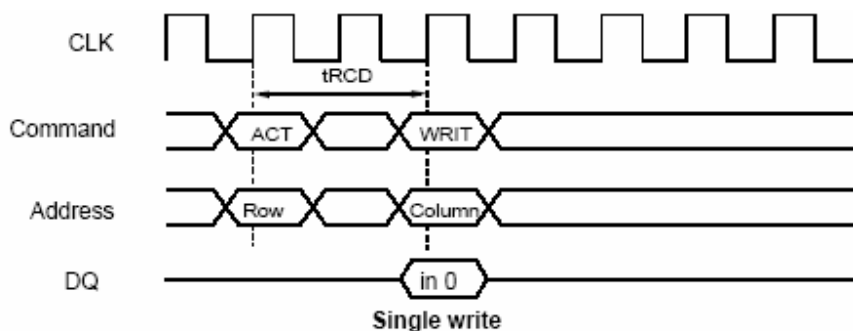 CLK
tRCD
Command
ACT
WRIT
Address
Row
Column
DQ
in 0
Single write